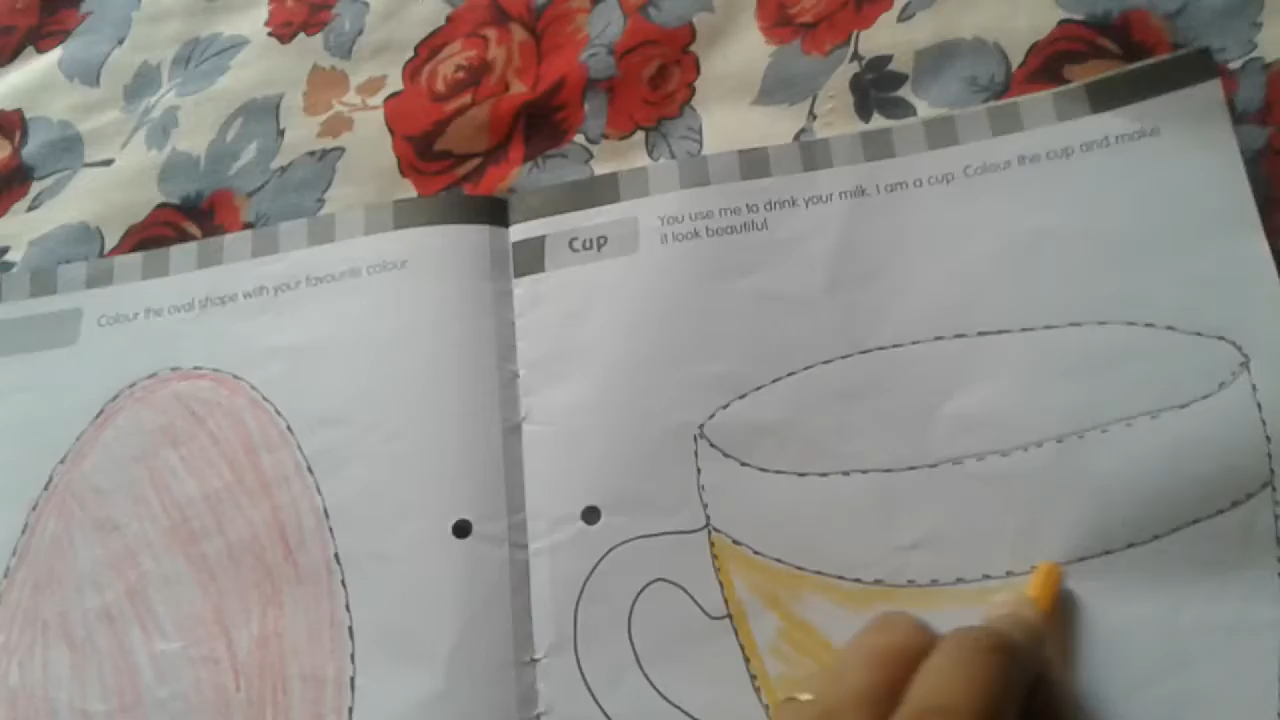 Colour the oval shape with your favourite colour
Cup
You use me to drink your milk. I am a cup. Colour the cup and make
it look beautiful